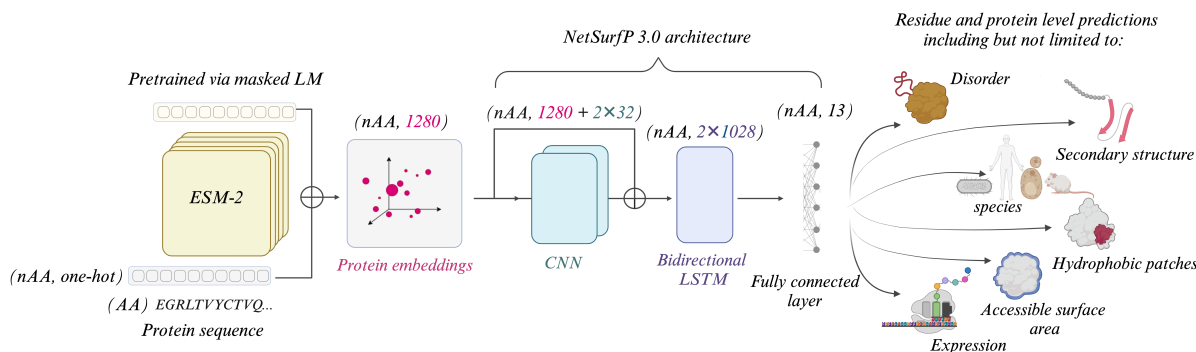 Residue and protein level predictions
including but not limited to:
NetSurfP 3.0 architecture
Pretrained via masked LM
ESM-2
(nAA, one-hot)
(AA) EGRLTVYCTVQ...
Protein sequence
(nAA, 1280)
Protein embeddings
(nAA, 1280 + 2×32)
CNN
(nAA, 2×1028)
Bidirectional
LSTM
(nAA, 13)
Fully connected
layer
Disorder
Secondary structure
species
Hydrophobic patches
Accessible surface
area
Expression